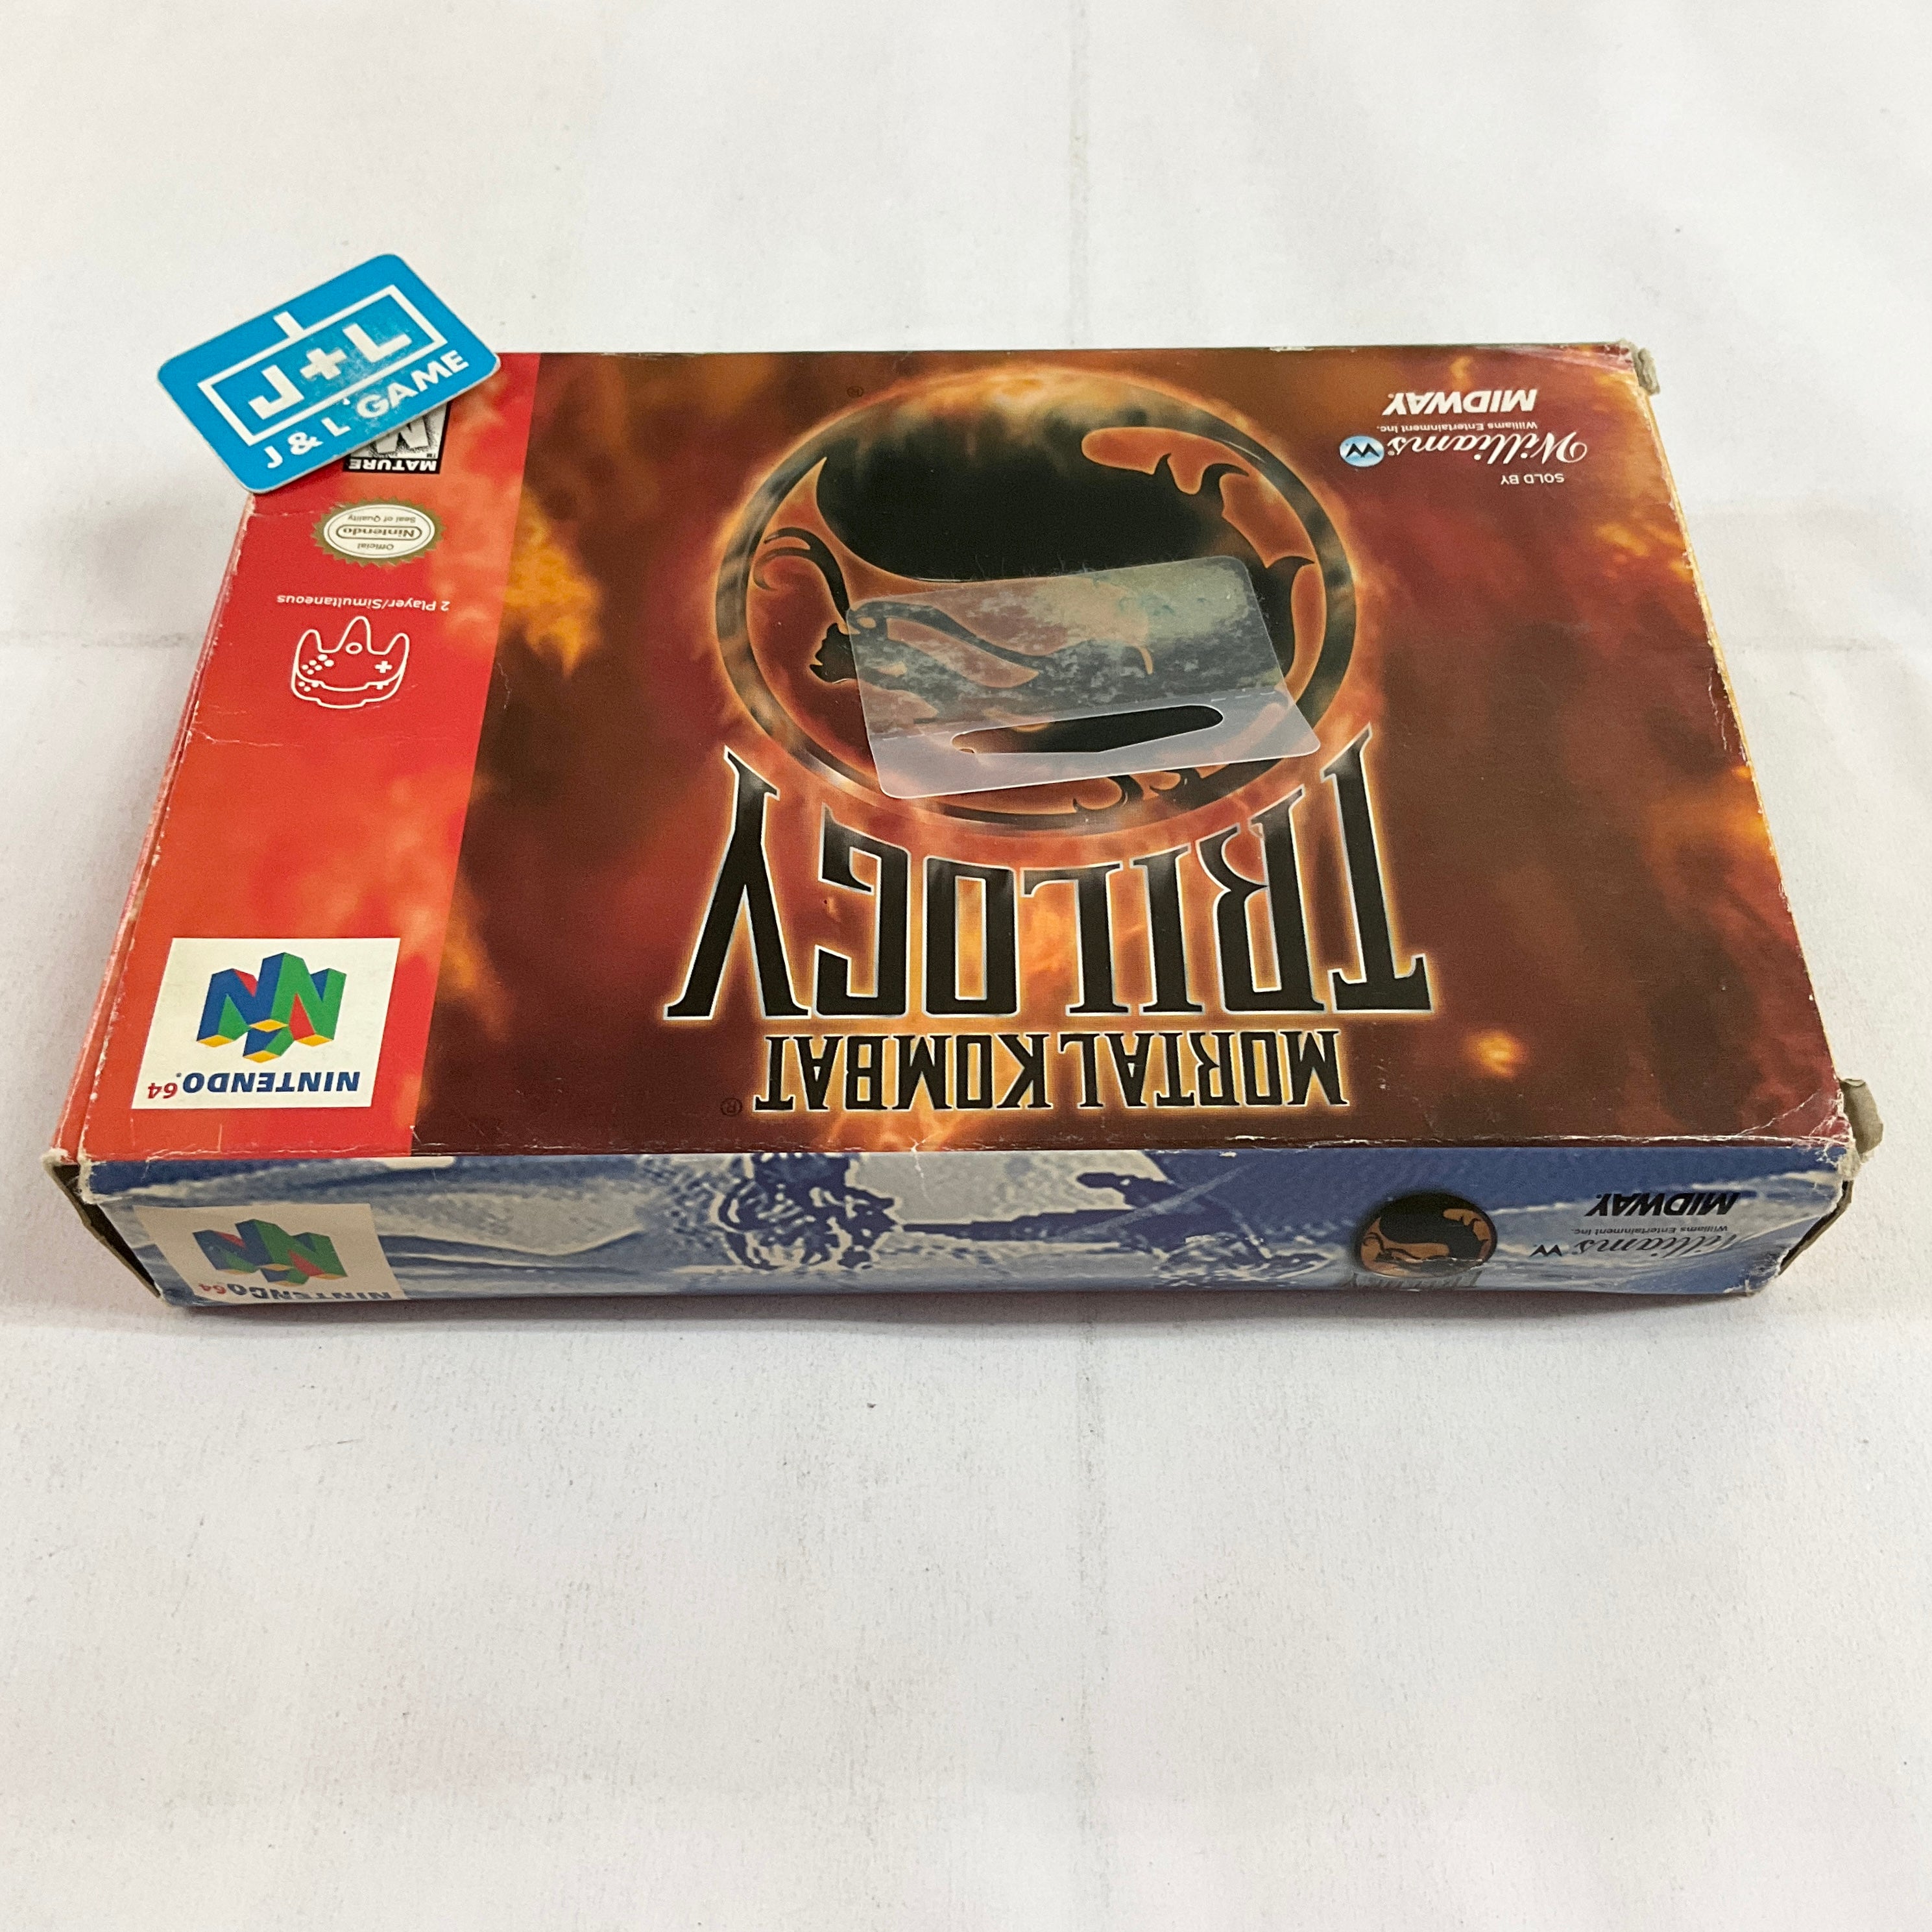 J+L
J & L GAME
M
MATURE
Official
Nintendo
Seal of Quality
2 Player/Simultaneous
NINTENDO 64
SOLD BY
Williams
Williams Entertainment Inc.
MIDWAY
MORTAL KOMBAT ®
TRILOGY
®
NINTENDO 64
TRILOGY
Williams
Williams Entertainment Inc.
MIDWAY